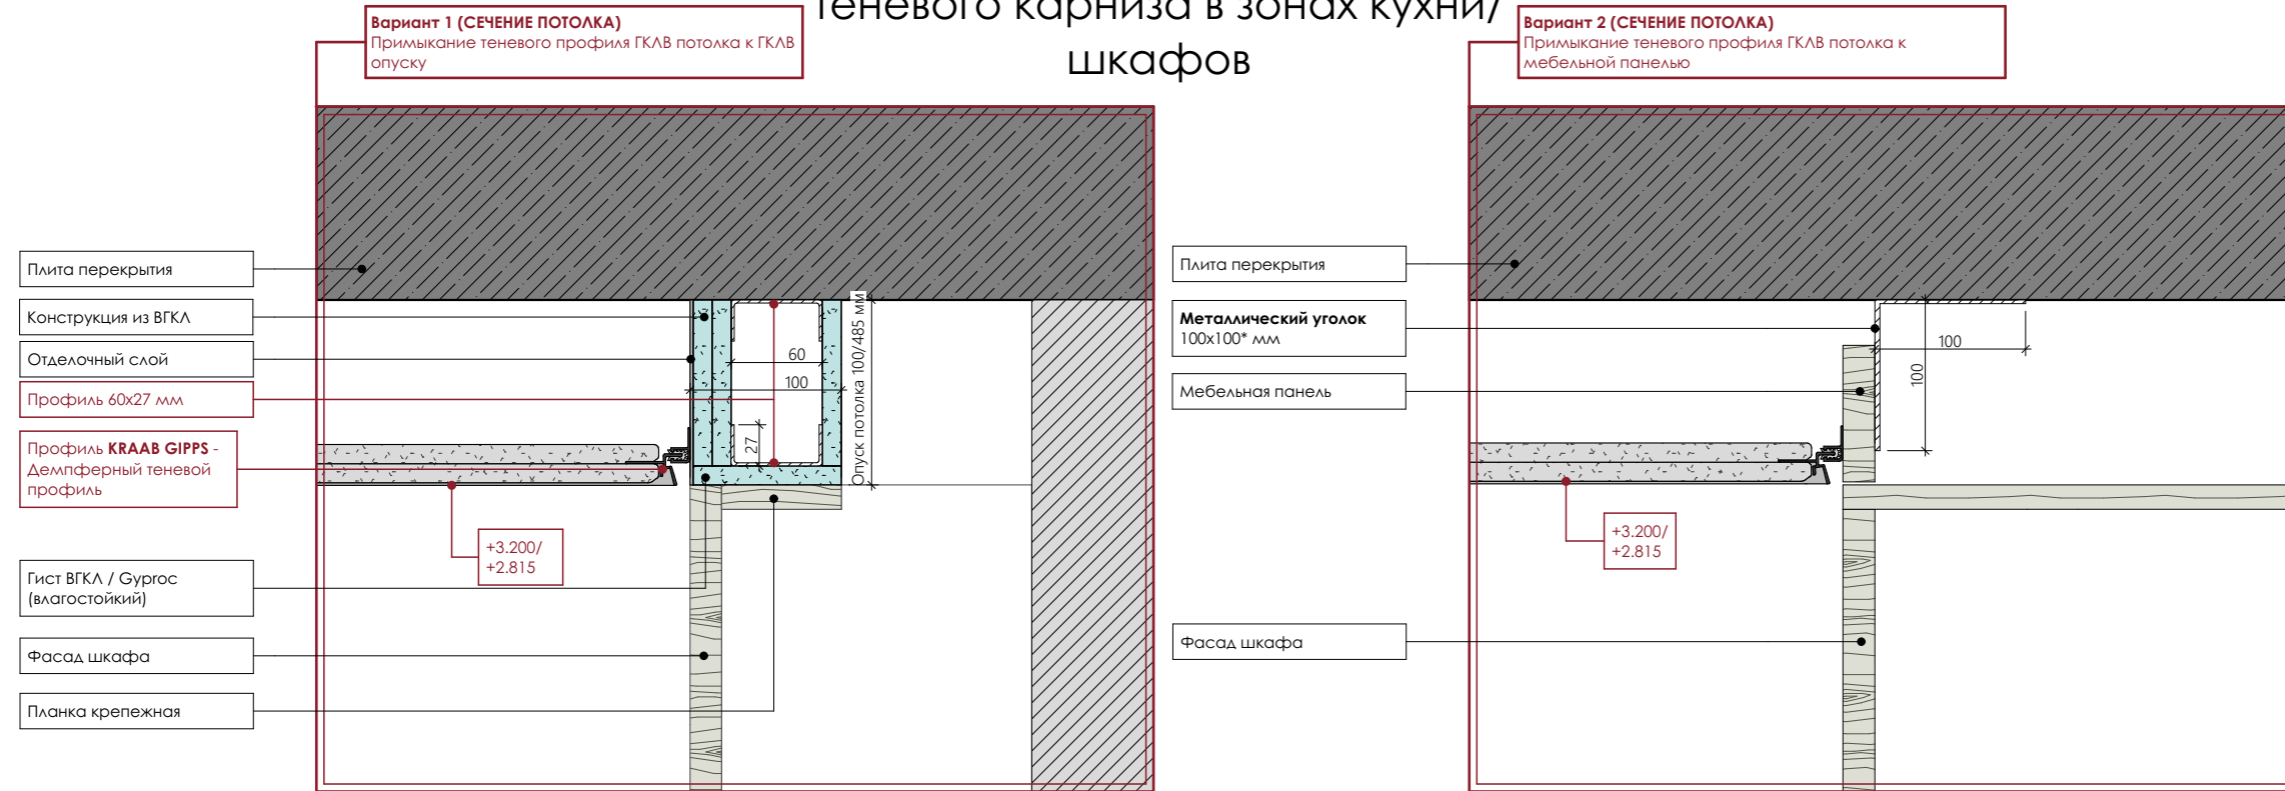 теневого карниза в зонах кухни/
шкафов
Вариант 1 (СЕЧЕНИЕ ПОТОЛКА)
Примыкание теневого профиля ГКЛВ потолка к ГКЛВ
опуску
Плита перекрытия
Конструкция из ВГКЛ
Отделочный слой
Профиль 60х27 мм
Профиль KRAAB GIPPS -
Демпферный теневой
профиль
Гист ВГКЛ / Gyproc
(влагостойкий)
Фасад шкафа
Планка крепежная
60
100
27
Опуск потолка 100/485 мм
+3.200/
+2.815
Вариант 2 (СЕЧЕНИЕ ПОТОЛКА)
Примыкание теневого профиля ГКЛВ потолка к
мебельной панелью
Плита перекрытия
Металлический уголок
100х100* мм
Мебельная панель
Фасад шкафа
100
100
+3.200/
+2.815